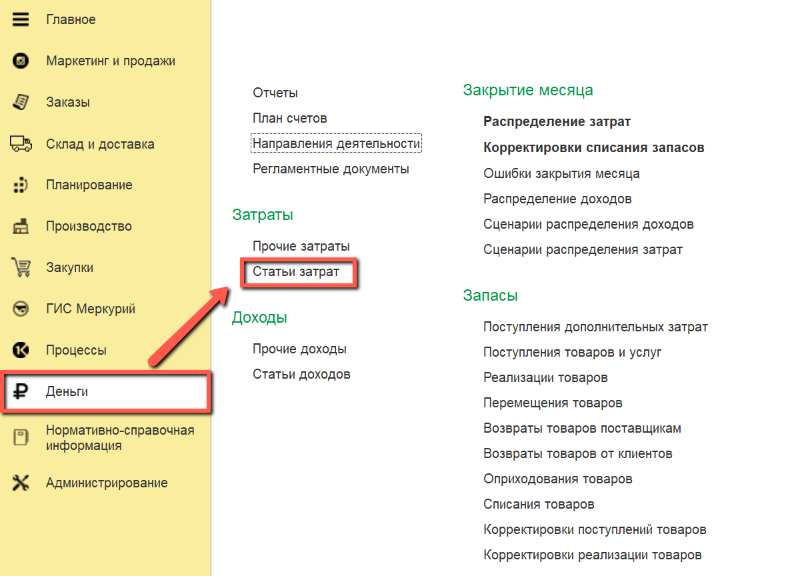 Главное
Маркетинг и продажи
Заказы
Склад и доставка
Планирование
Производство
Закупки
ГИС Меркурий
Процессы
Деньги
Нормативно-справочная
информация
Администрирование
Отчеты
План счетов
Направления деятельности
Регламентные документы
Затраты
Прочие затраты
Статьи затрат
Доходы
Прочие доходы
Статьи доходов
Закрытие месяца
Распределение затрат
Корректировки списания запасов
Ошибки закрытия месяца
Распределение доходов
Сценарии распределения доходов
Сценарии распределения затрат
Запасы
Поступления дополнительных затрат
Поступления товаров и услуг
Реализации товаров
Перемещения товаров
Возвраты товаров поставщикам
Возвраты товаров от клиентов
Оприходования товаров
Списания товаров
Корректировки поступлений товаров
Корректировки реализации товаров